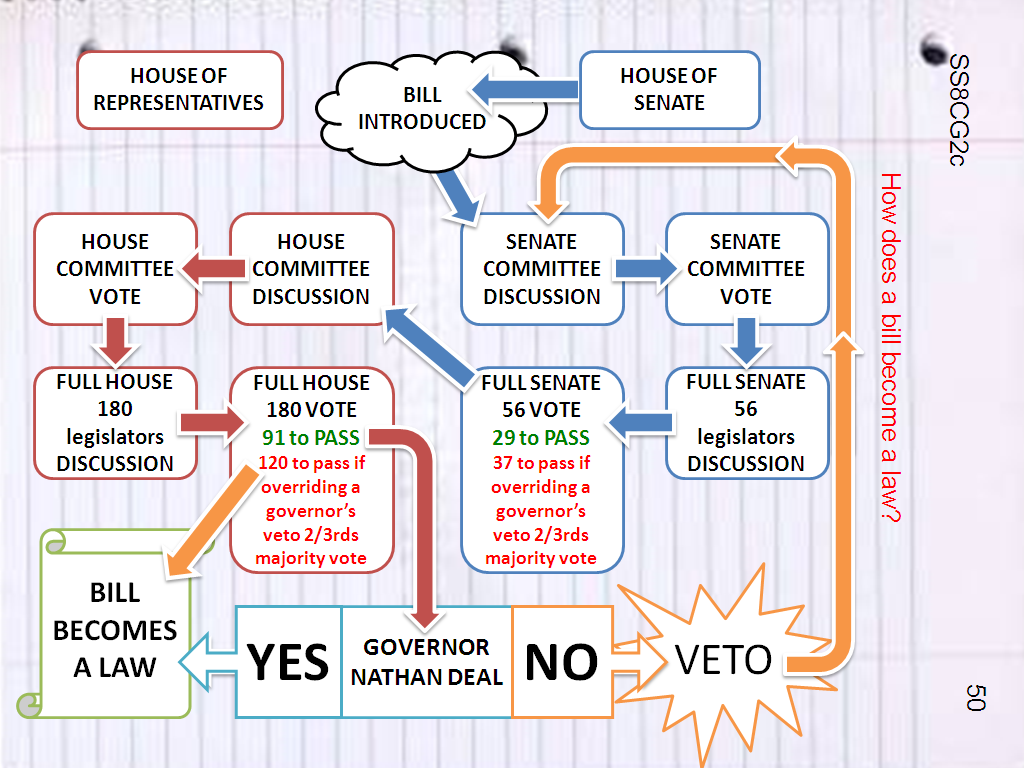 HOUSE OF
REPRESENTATIVES
BILL
INTRODUCED
HOUSE OF
SENATE
SS8CG2c
How does a bill become a law?
HOUSE
COMMITTEE
VOTE
HOUSE
COMMITTEE
DISCUSSION
SENATE
COMMITTEE
DISCUSSION
SENATE
COMMITTEE
VOTE
FULL HOUSE
180
legislators
DISCUSSION
FULL HOUSE
180 VOTE
91 to PASS
120 to pass if
overriding a
governor's
veto 2/3rds
majority vote
FULL SENATE
56 VOTE
29 to PASS
37 to pass if
overriding a
governor's
veto 2/3rds
majority vote
FULL SENATE
56
legislators
DISCUSSION
BILL
BECOMES
A LAW
YES
GOVERNOR
NATHAN DEAL
NO
VETO
50